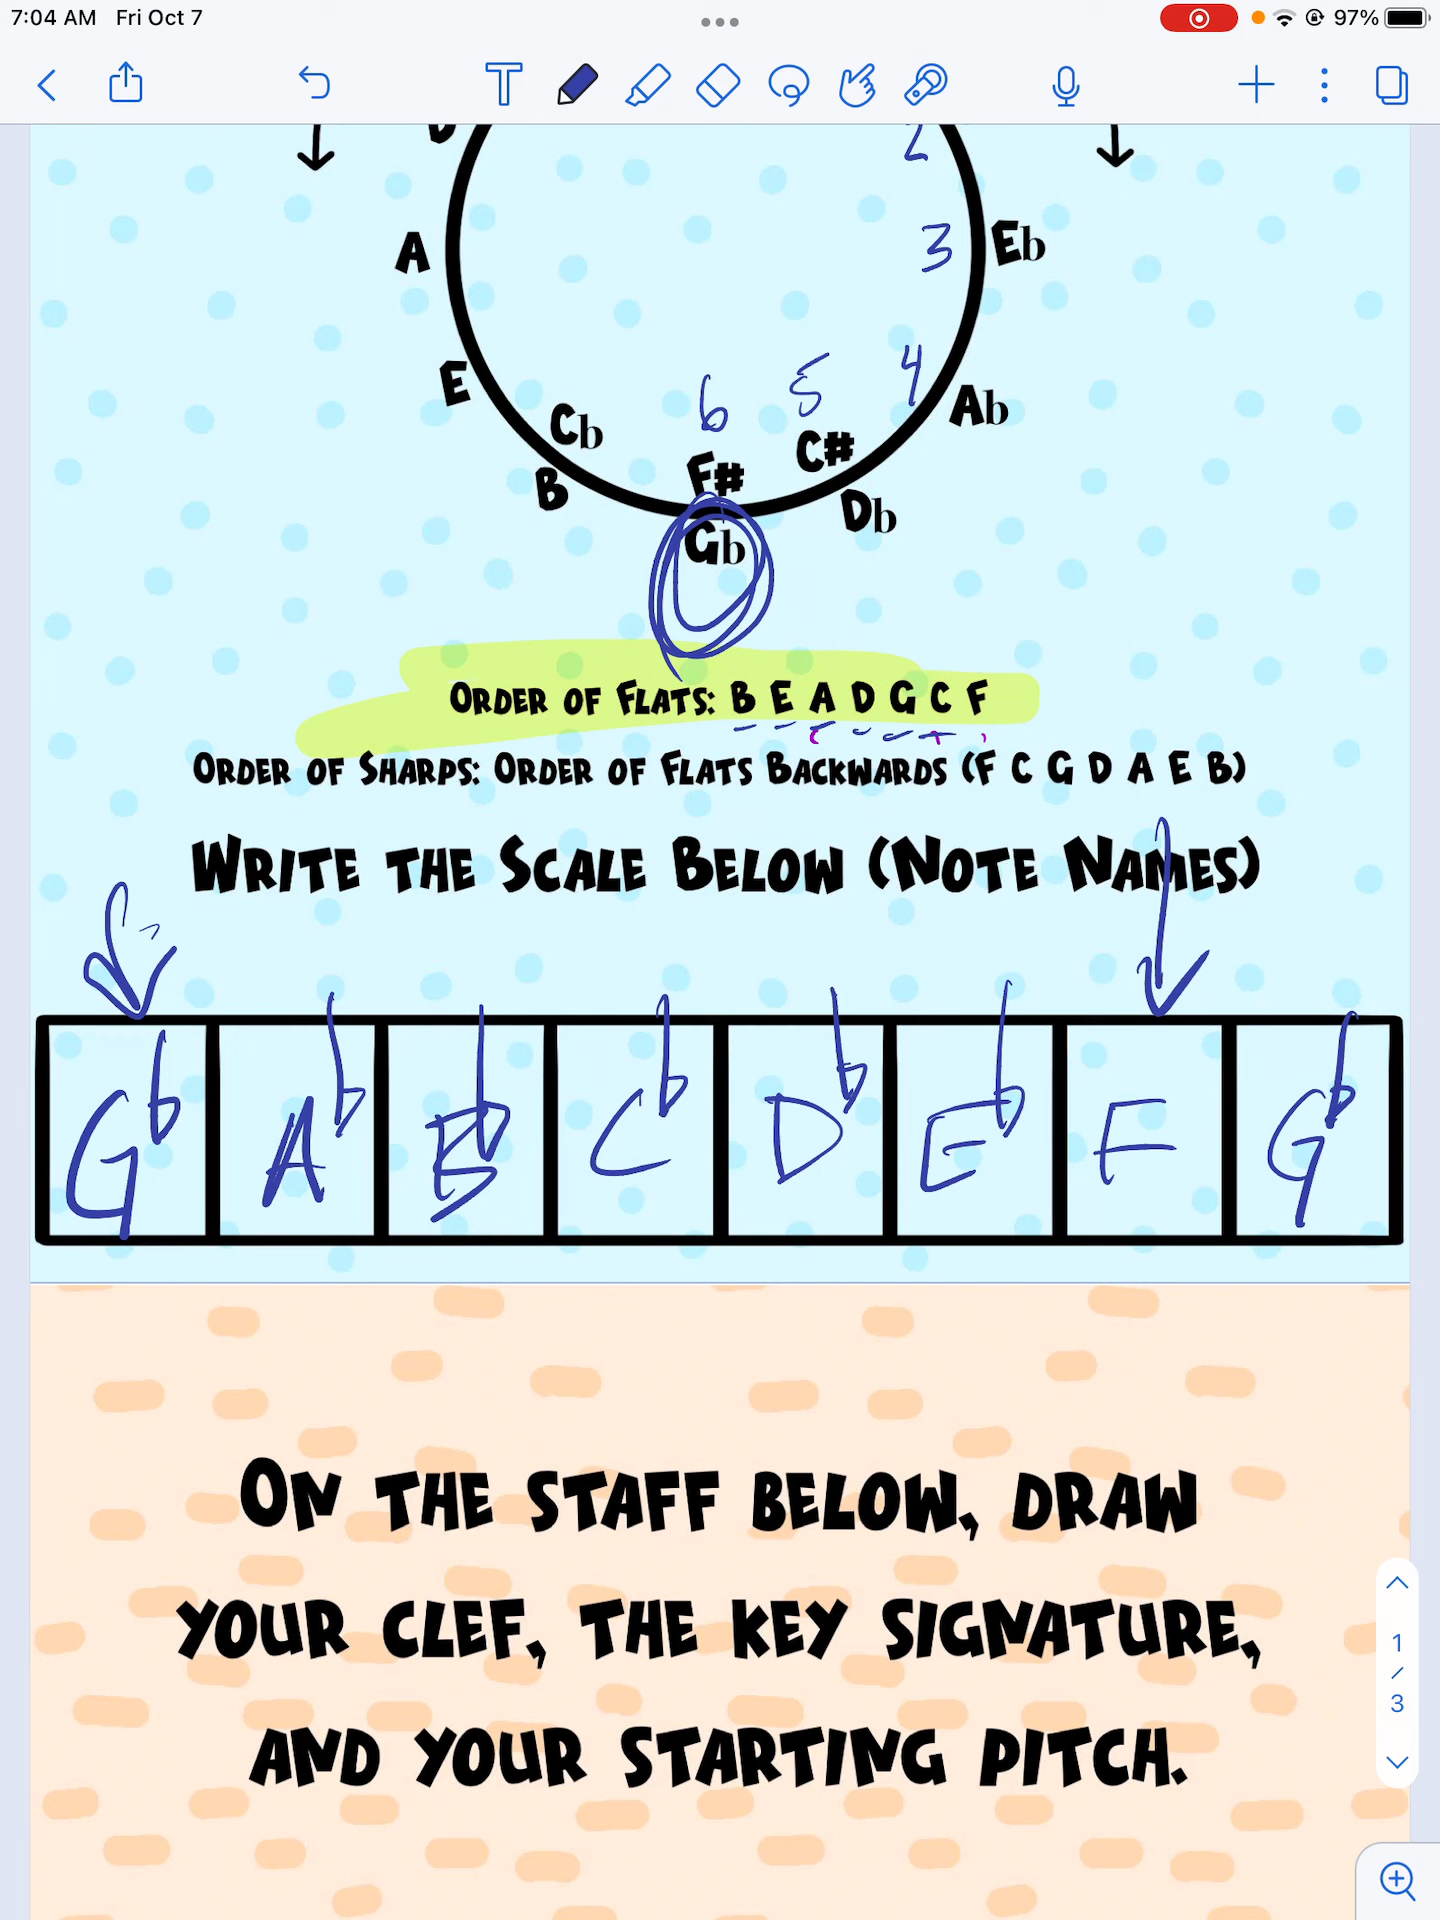 7:04 AM Fri Oct 7 97%
2
A 3 Eb
E 4 Ab
Cb 6 5
B F# C# Db
Gb
Order of Flats: B E A D G C F
Order of Sharps: Order of Flats Backwards (F C G D A E B)
Write the Scale Below (Note Names)
Gb Ab Bb Cb Db Eb F Gb
On the staff below, draw
your clef, the key signature,
and your starting pitch.
1
/
3